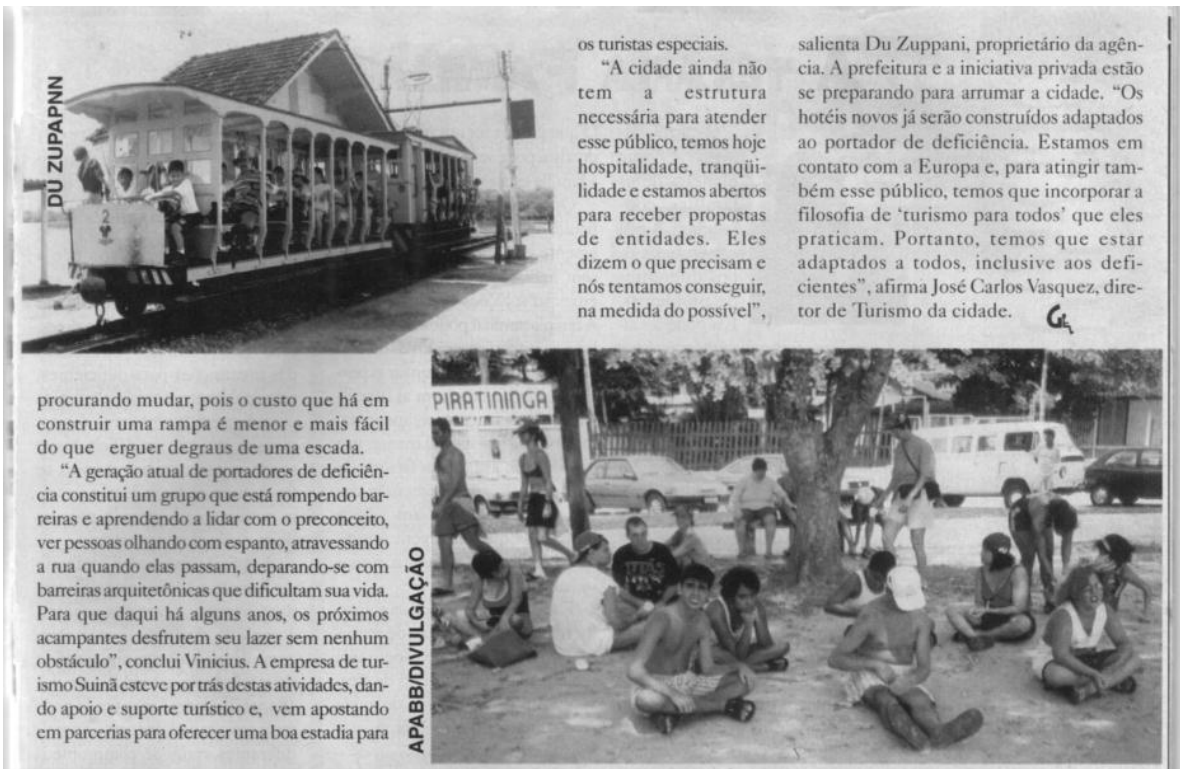 DU ZUPAPNN
procurando mudar, pois o custo que há em
construir uma rampa é menor e mais fácil
do que erguer degraus de uma escada.
“A geração atual de portadores de deficiên-
cia constitui um grupo que está rompendo bar-
reiras e aprendendo a lidar com o preconceito,
ver pessoas olhando com espanto, atravessando
a rua quando elas passam, deparando-se com
barreiras arquitetônicas que dificultam sua vida.
Para que daqui há alguns anos, os próximos
acampantes desfrutem seu lazer sem nenhum
obstáculo”, conclui Vinicius. A empresa de tur-
ismo Suinã esteve por trás destas atividades, dan-
do apoio e suporte turístico e, vem apostando
em parcerias para oferecer uma boa estadia para
os turistas especiais.
“A cidade ainda não
tem a estrutura
necessária para atender
esse público, temos hoje
hospitalidade, tranqüi-
lidade e estamos abertos
para receber propostas
de entidades. Eles
dizem o que precisam e
nós tentamos conseguir,
na medida do possível”,
salienta Du Zuppani, proprietário da agên-
cia. A prefeitura e a iniciativa privada estão
se preparando para arrumar a cidade. “Os
hotéis novos já serão construídos adaptados
ao portador de deficiência. Estamos em
contato com a Europa e, para atingir tam-
bém esse público, temos que incorporar a
filosofia de ‘turismo para todos’ que eles
praticam. Portanto, temos que estar
adaptados a todos, inclusive aos defi-
cientes”, afirma José Carlos Vasquez, dire-
tor de Turismo da cidade.
APABB/DIVULGAÇÃO
PIRATININGA
2
TITÃS